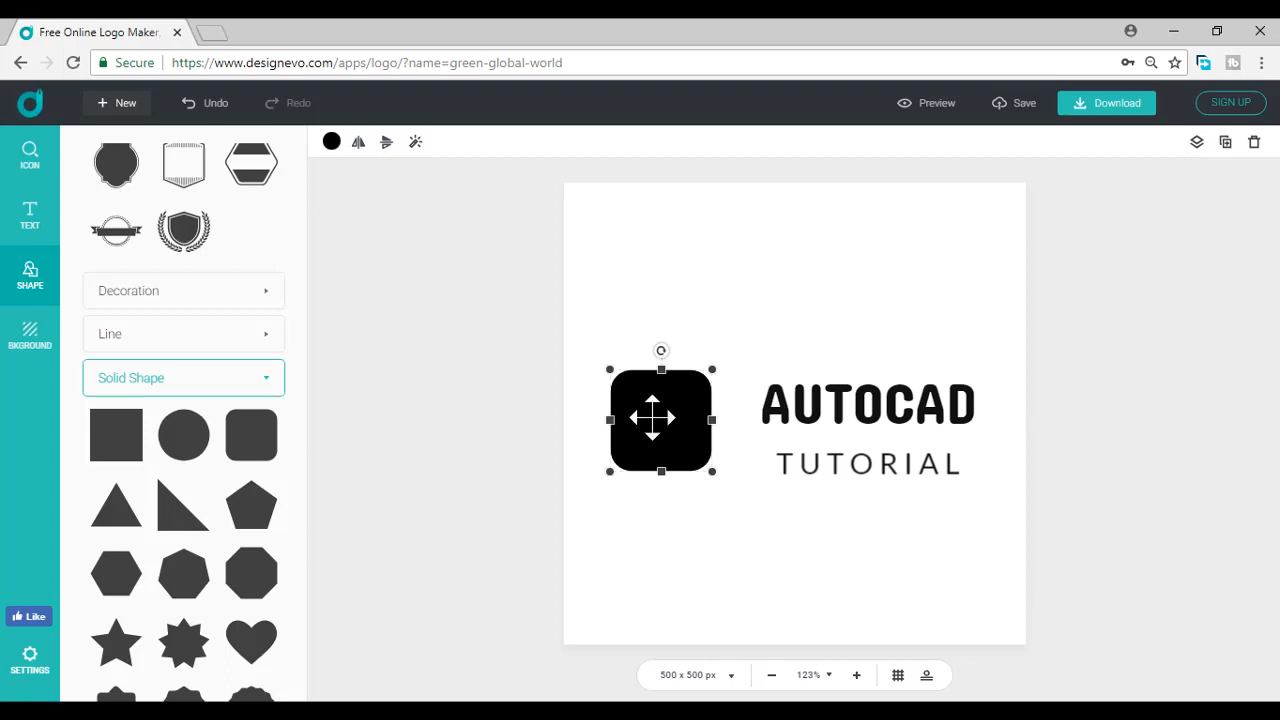 Free Online Logo Maker,
Secure https://www.designevo.com/apps/logo/?name=green-global-world
New Undo Redo Preview Save Download SIGN UP
ICON
TEXT
SHAPE
BKGROUND
Like
SETTINGS
Decoration
Line
Solid Shape
AUTOCAD
TUTORIAL
500 x 500 px 123%